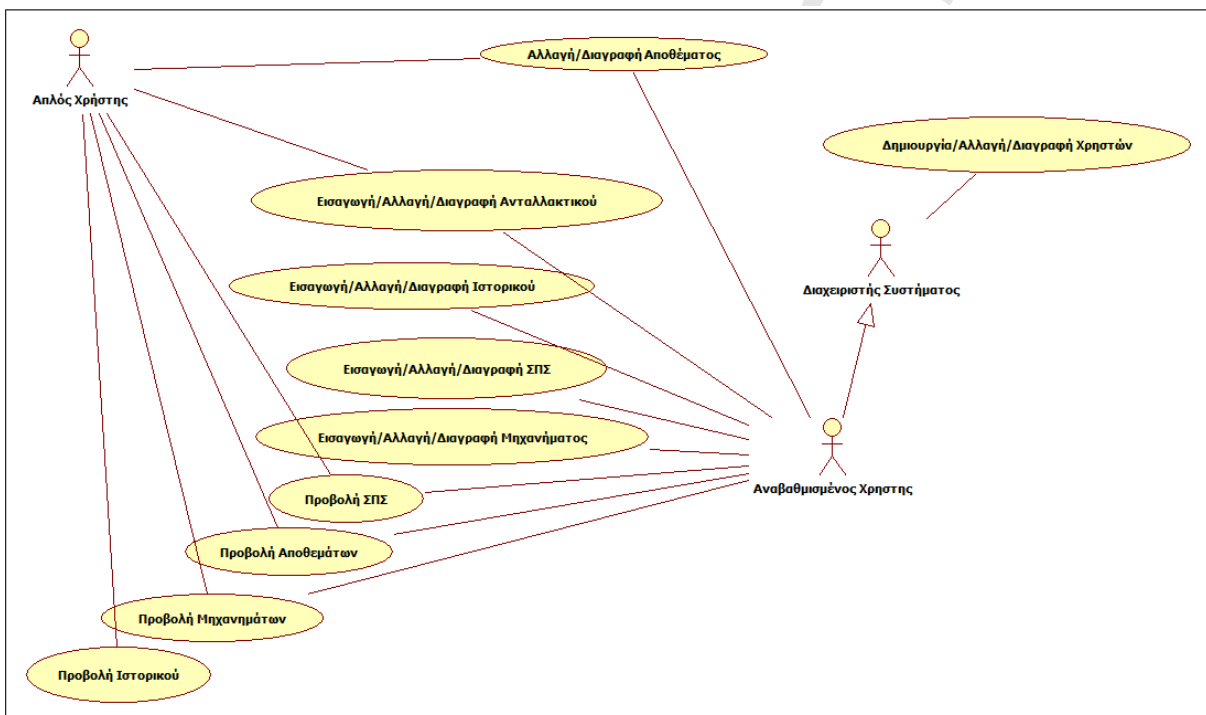 Αλλαγή/Διαγραφή Αποθέματος
Απλός Χρήστης
Δημιουργία/Αλλαγή/Διαγραφή Χρηστών
Εισαγωγή/Αλλαγή/Διαγραφή Ανταλλακτικού
Εισαγωγή/Αλλαγή/Διαγραφή Ιστορικού
Διαχειριστής Συστήματος
Εισαγωγή/Αλλαγή/Διαγραφή ΣΠΣ
Εισαγωγή/Αλλαγή/Διαγραφή Μηχανήματος
Αναβαθμισμένος Χρηστης
Προβολή ΣΠΣ
Προβολή Αποθεμάτων
Προβολή Μηχανημάτων
Προβολή Ιστορικού